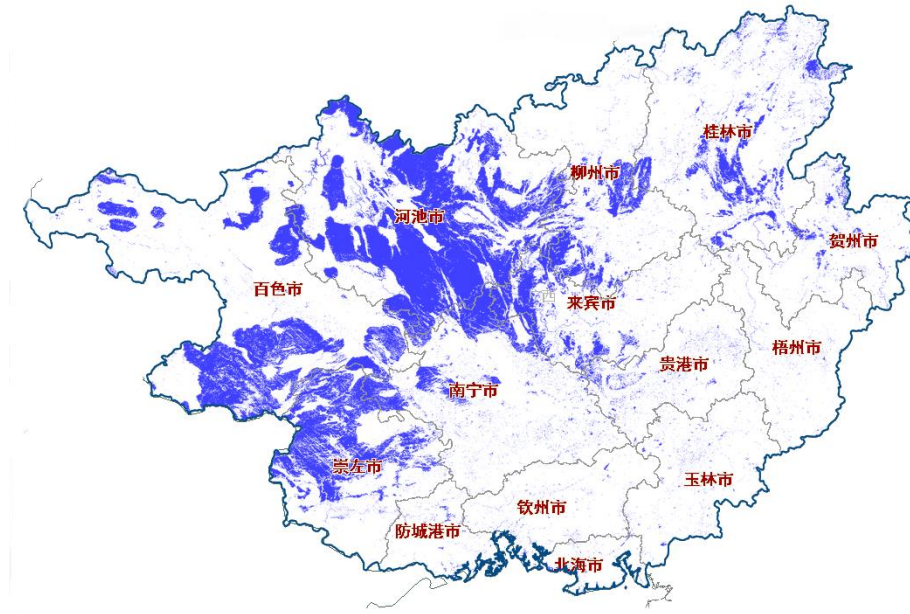 桂林市
柳州市
河池市
贺州市
百色市
来宾市
梧州市
贵港市
南宁市
崇左市
玉林市
钦州市
防城港市
北海市